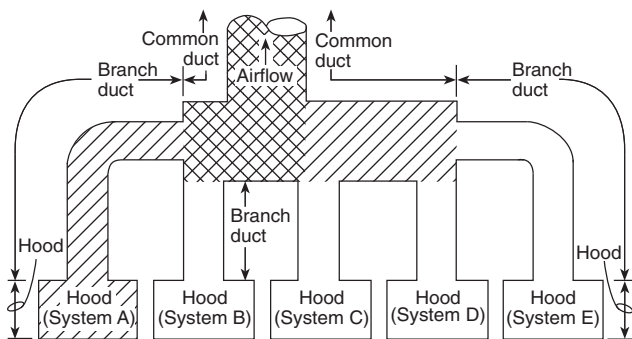 Common
duct
Common
duct
Branch
duct
Airflow
Branch
duct
Branch
duct
Hood
Hood
Hood
(System A)
Hood
(System B)
Hood
(System C)
Hood
(System D)
Hood
(System E)